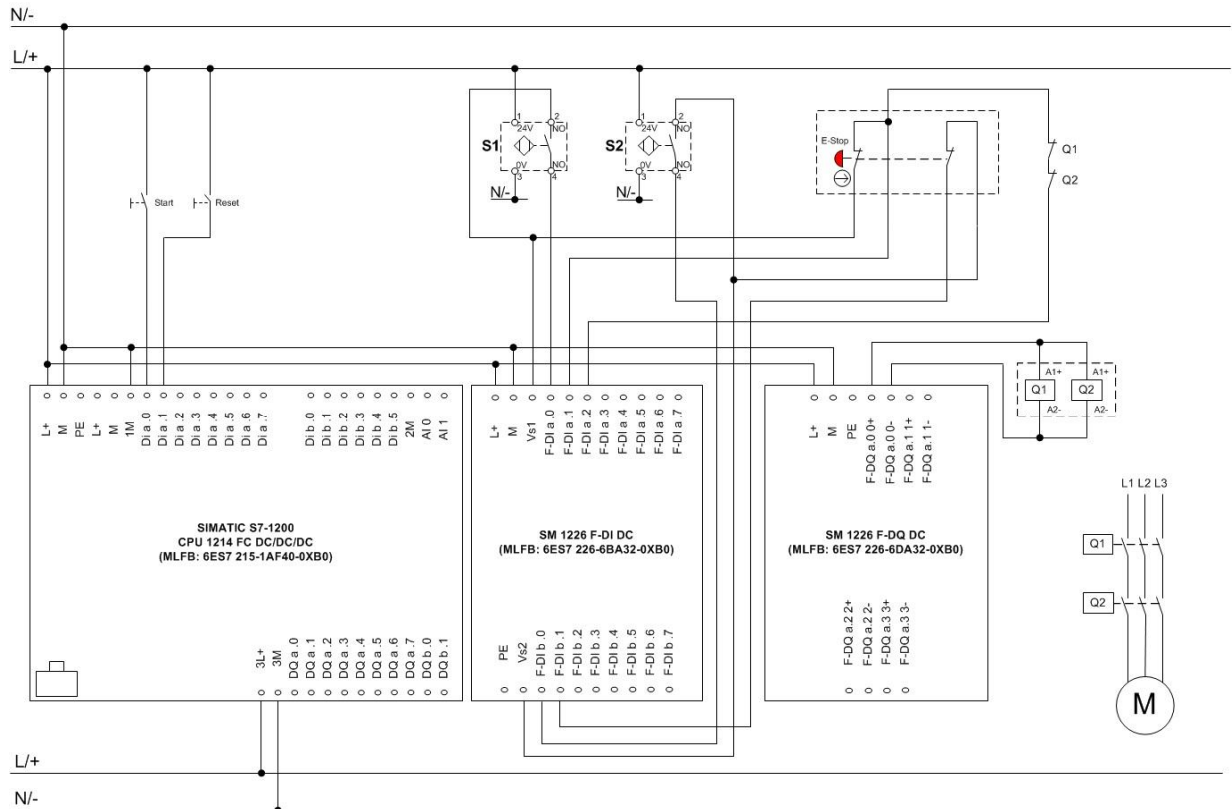 N/-
L/+
1
24V
2
NO
S1
0V
3
NO
4
N/-
1
24V
2
NO
S2
0V
3
NO
4
N/-
E-Stop
Q1
Q2
Start
Reset
L+
M
PE
L+
M
1M
DI a .0
DI a .1
DI a .2
DI a .3
DI a .4
DI a .5
DI a .6
DI a .7
DI b .0
DI b .1
DI b .2
DI b .3
DI b .4
DI b .5
2M
AI 0
AI 1
SIMATIC S7-1200
CPU 1214 FC DC/DC/DC
(MLFB: 6ES7 215-1AF40-0XB0)
3L+
3M
DQ a .0
DQ a .1
DQ a .2
DQ a .3
DQ a .4
DQ a .5
DQ a .6
DQ a .7
DQ b .0
DQ b .1
L+
M
Vs1
F-DI a .0
F-DI a .1
F-DI a .2
F-DI a .3
F-DI a .4
F-DI a .5
F-DI a .6
F-DI a .7
SM 1226 F-DI DC
(MLFB: 6ES7 226-6BA32-0XB0)
PE
Vs2
F-DI b .0
F-DI b .1
F-DI b .2
F-DI b .3
F-DI b .4
F-DI b .5
F-DI b .6
F-DI b .7
L+
M
PE
F-DQ a.0 0+
F-DQ a.0 0-
F-DQ a.1 1+
F-DQ a.1 1-
SM 1226 F-DQ DC
(MLFB: 6ES7 226-6DA32-0XB0)
F-DQ a.2 2+
F-DQ a.2 2-
F-DQ a.3 3+
F-DQ a.3 3-
A1+
A1+
Q1
Q2
A2-
A2-
L1 L2 L3
Q1
Q2
M
L/+
N/-